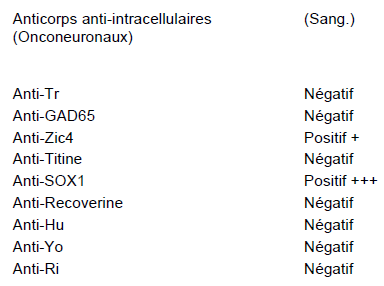 Anticorps anti-intracellulaires (Sang.)
(Onconeuronaux)
Anti-Tr Négatif
Anti-GAD65 Négatif
Anti-Zic4 Positif +
Anti-Titine Négatif
Anti-SOX1 Positif +++
Anti-Recoverine Négatif
Anti-Hu Négatif
Anti-Yo Négatif
Anti-Ri Négatif